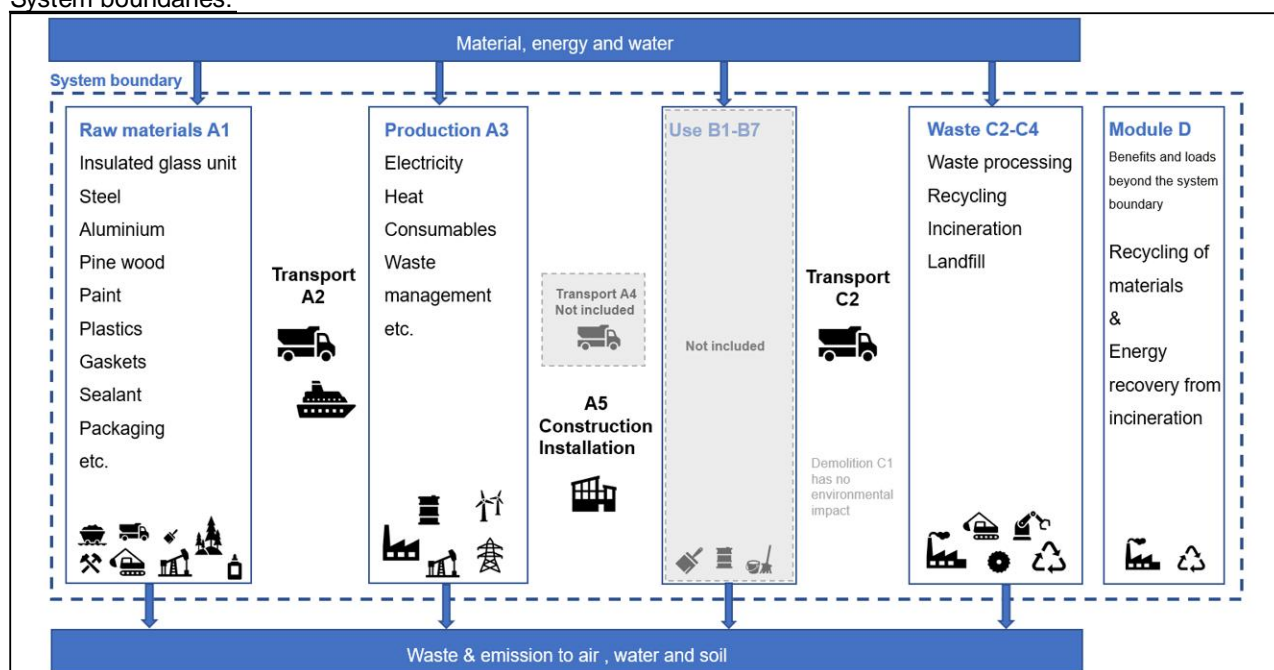 System boundaries:
Material, energy and water
System boundary
Raw materials A1
Insulated glass unit
Steel
Aluminium
Pine wood
Paint
Plastics
Gaskets
Sealant
Packaging
etc.
Transport
A2
Production A3
Electricity
Heat
Consumables
Waste
management
etc.
Transport A4
Not included
A5
Construction
Installation
Use B1-B7
Not included
Transport
C2
Demolition C1
has no
environmental
impact
Waste C2-C4
Waste processing
Recycling
Incineration
Landfill
Module D
Benefits and loads
beyond the system
boundary
Recycling of
materials
&
Energy
recovery from
incineration
Waste & emission to air , water and soil